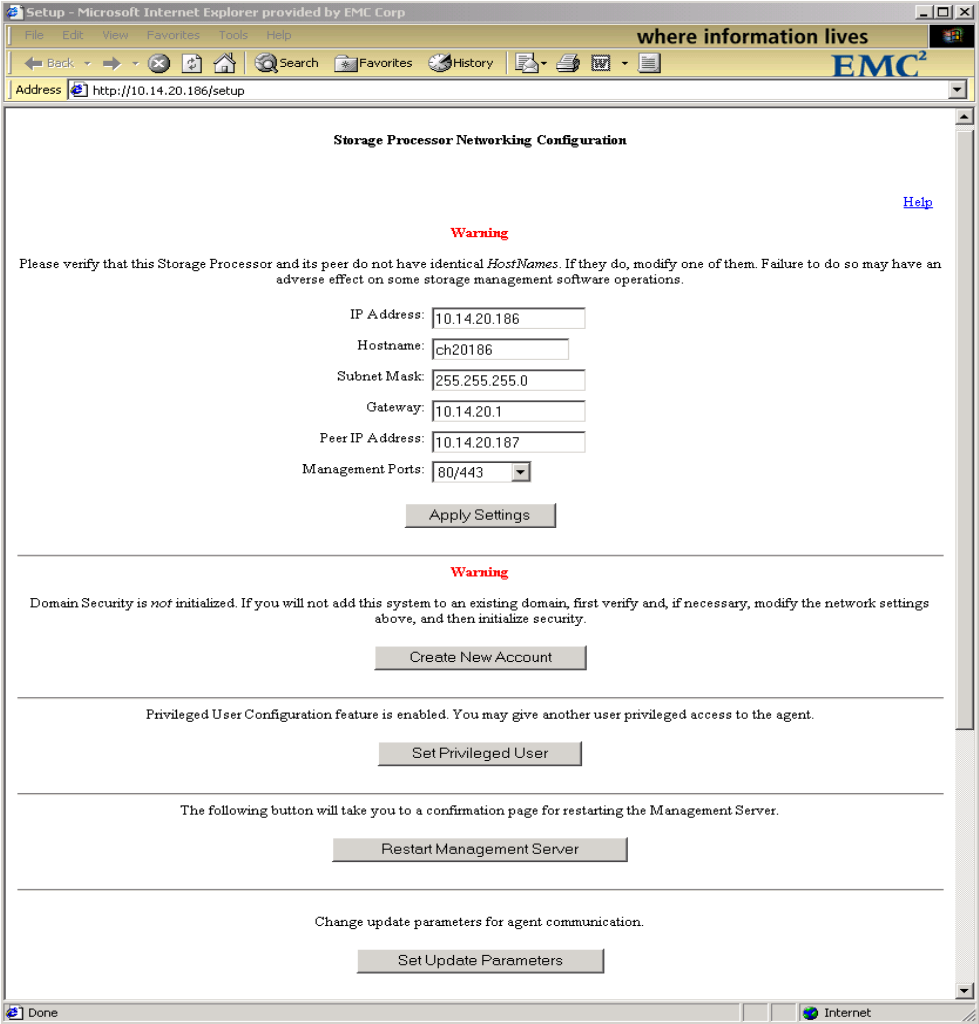 Setup - Microsoft Internet Explorer provided by EMC Corp
File Edit View Favorites Tools Help
where information lives
Back Search Favorites History
EMC²
Address http://10.14.20.186/setup
Storage Processor Networking Configuration
Help
Warning
Please verify that this Storage Processor and its peer do not have identical HostNames. If they do, modify one of them. Failure to do so may have an
adverse effect on some storage management software operations.
IP Address: 10.14.20.186
Hostname: ch20186
Subnet Mask: 255.255.255.0
Gateway: 10.14.20.1
Peer IP Address: 10.14.20.187
Management Ports: 80/443
Apply Settings
Warning
Domain Security is not initialized. If you will not add this system to an existing domain, first verify and, if necessary, modify the network settings
above, and then initialize security.
Create New Account
Privileged User Configuration feature is enabled. You may give another user privileged access to the agent.
Set Privileged User
The following button will take you to a confirmation page for restarting the Management Server.
Restart Management Server
Change update parameters for agent communication.
Set Update Parameters
Done Internet